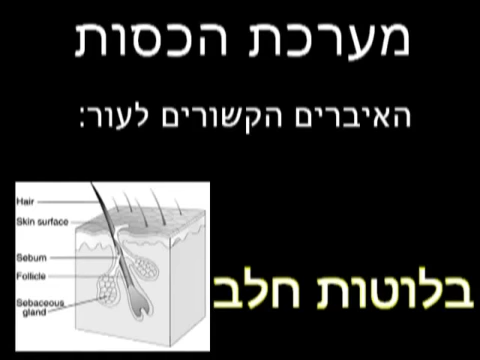 מערכת הכסות
האיברים הקשורים לעור:
Hair
Skin surface
Sebum
Follicle
Sebaceous
gland
בלוטות חלב